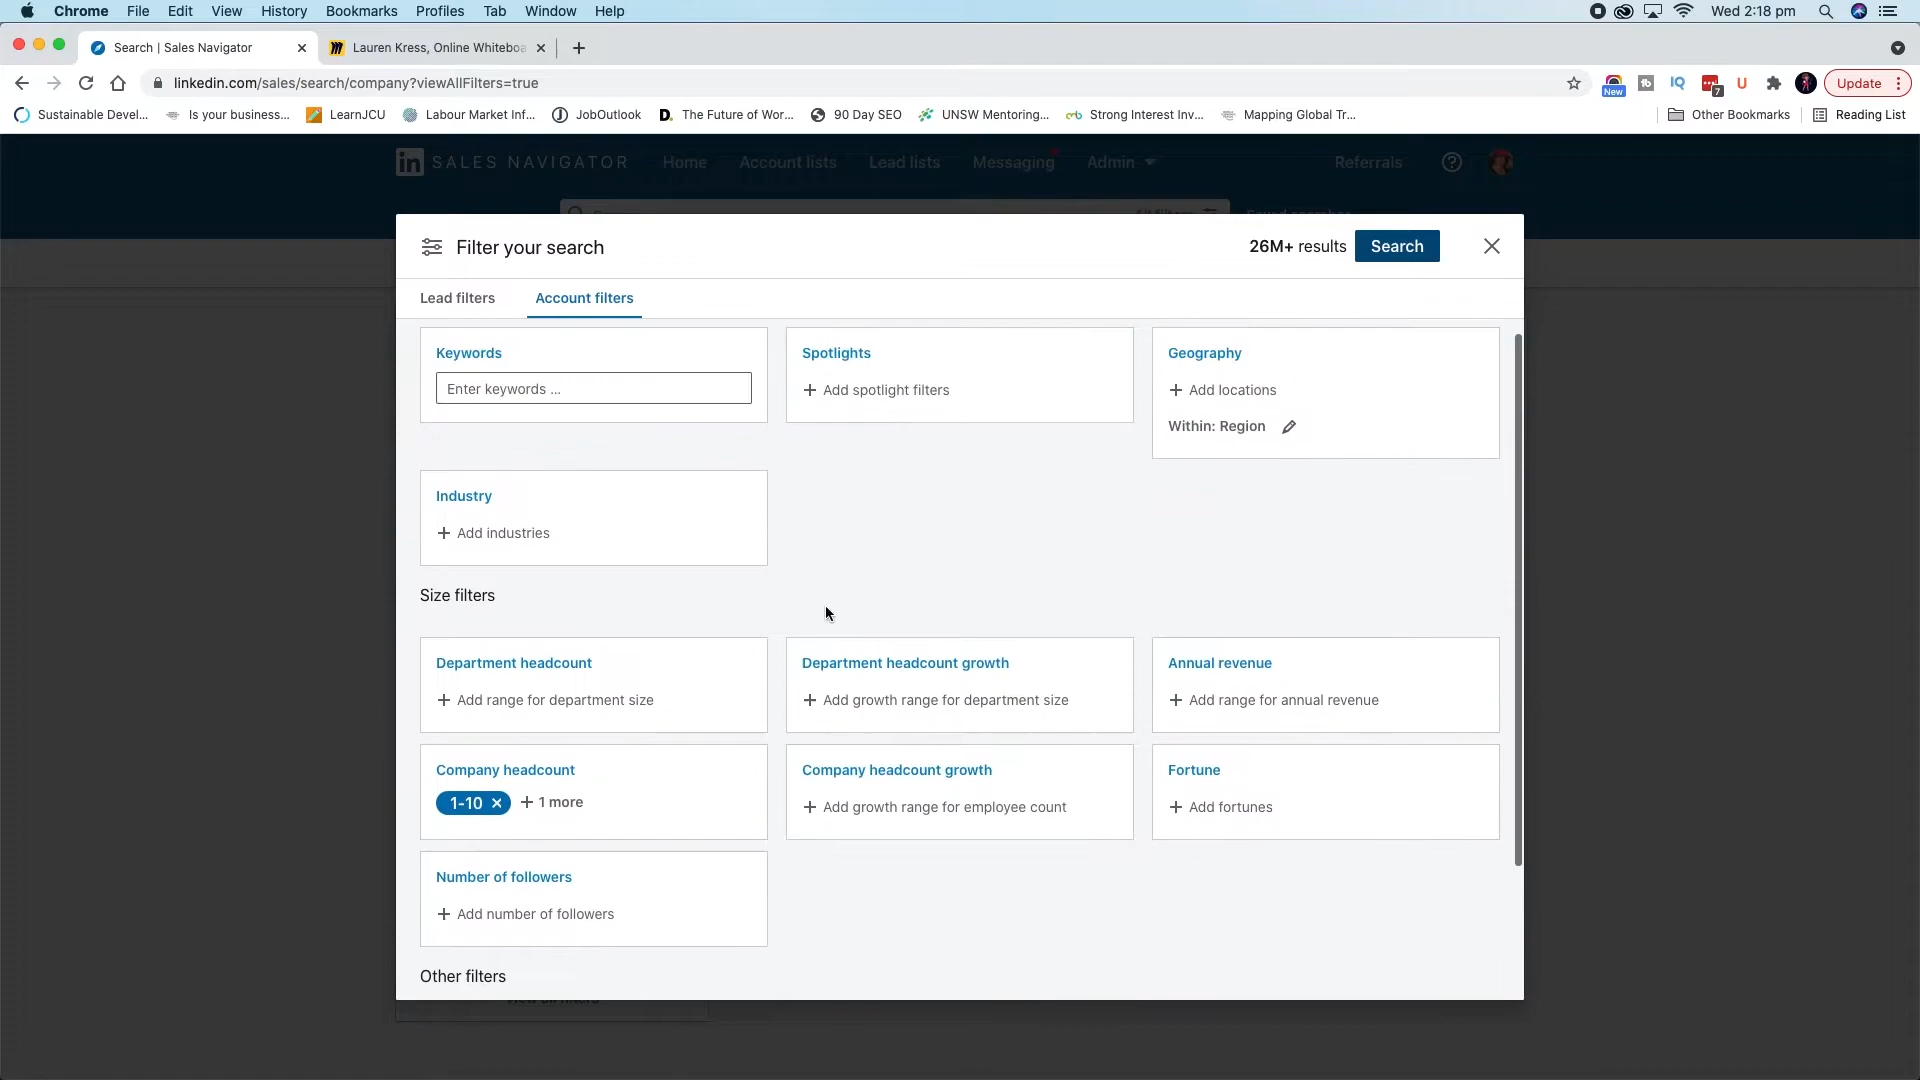 Chrome File Edit View History Bookmarks Profiles Tab Window Help Wed 2:18 pm
Search | Sales Navigator
Lauren Kress, Online Whiteboa
linkedin.com/sales/search/company?viewAllFilters=true
New tb IQ 7 U Update
Sustainable Devel... Is your business... LearnJCU Labour Market Inf... JobOutlook D. The Future of Wor... 90 Day SEO UNSW Mentoring... Strong Interest Inv... Mapping Global Tr... Other Bookmarks Reading List
in SALES NAVIGATOR Home Account lists Lead lists Messaging Admin Referrals
Filter your search 26M+ results Search
Lead filters Account filters
Keywords Spotlights Geography
Enter keywords ... + Add spotlight filters + Add locations
Within: Region
Industry
+ Add industries
Size filters
Department headcount Department headcount growth Annual revenue
+ Add range for department size + Add growth range for department size + Add range for annual revenue
Company headcount Company headcount growth Fortune
1-10 × + 1 more + Add growth range for employee count + Add fortunes
Number of followers
+ Add number of followers
Other filters